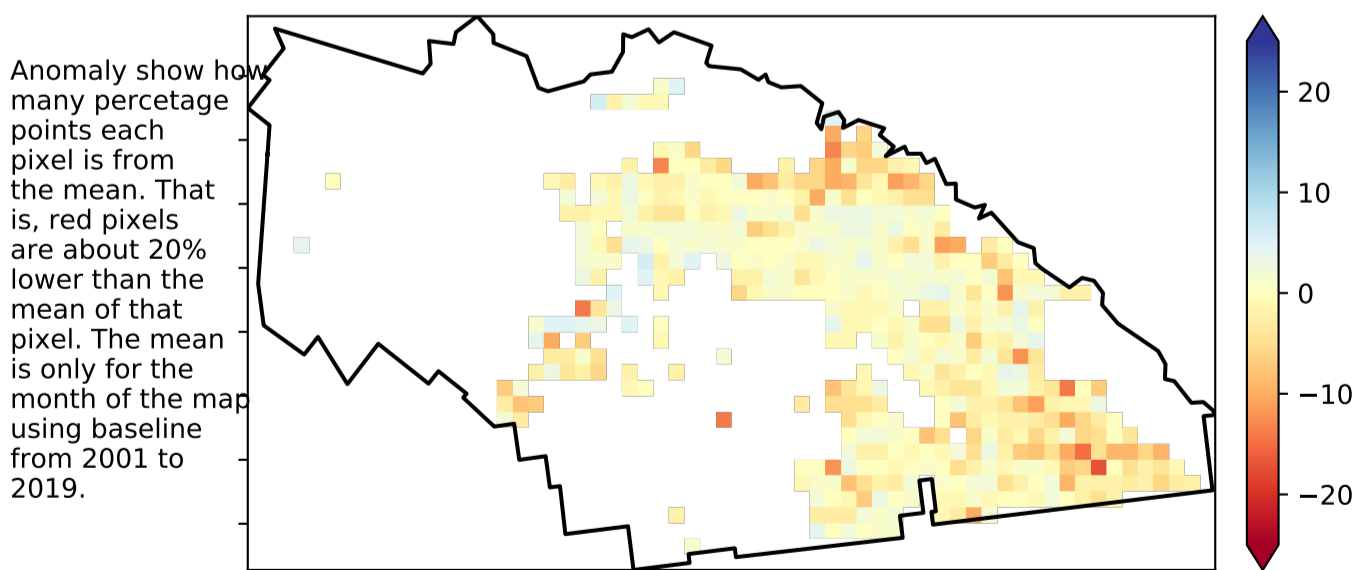 Anomaly show how
many percetage
points each
pixel is from
the mean. That
is, red pixels
are about 20%
lower than the
mean of that
pixel. The mean
is only for the
month of the map
using baseline
from 2001 to
2019.
20
10
0
−10
−20